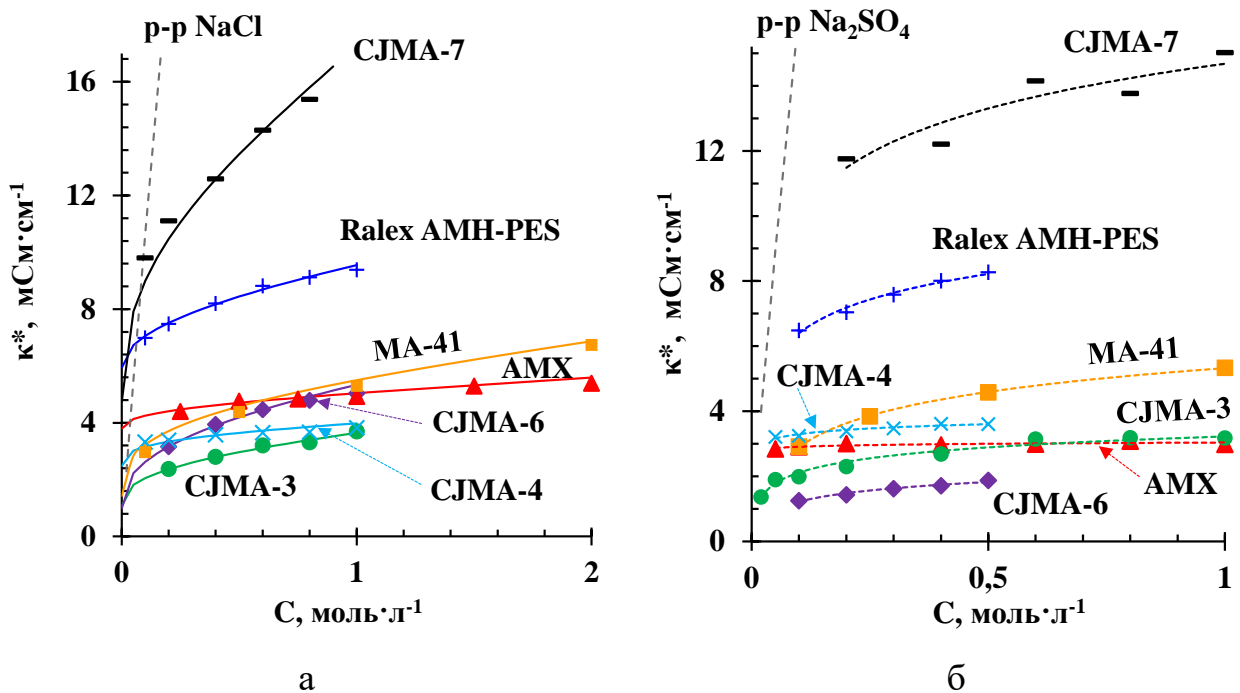 р-р NaCl
CJMA-7
16
12
8
4
0
κ*, мСм·см⁻¹
Ralex AMH-PES
MA-41
AMX
CJMA-6
CJMA-3
CJMA-4
0
1
2
C, моль·л⁻¹
а
р-р Na₂SO₄
CJMA-7
12
8
4
0
κ*, мСм·см⁻¹
Ralex AMH-PES
MA-41
CJMA-4
CJMA-3
AMX
CJMA-6
0
0,5
1
C, моль·л⁻¹
б